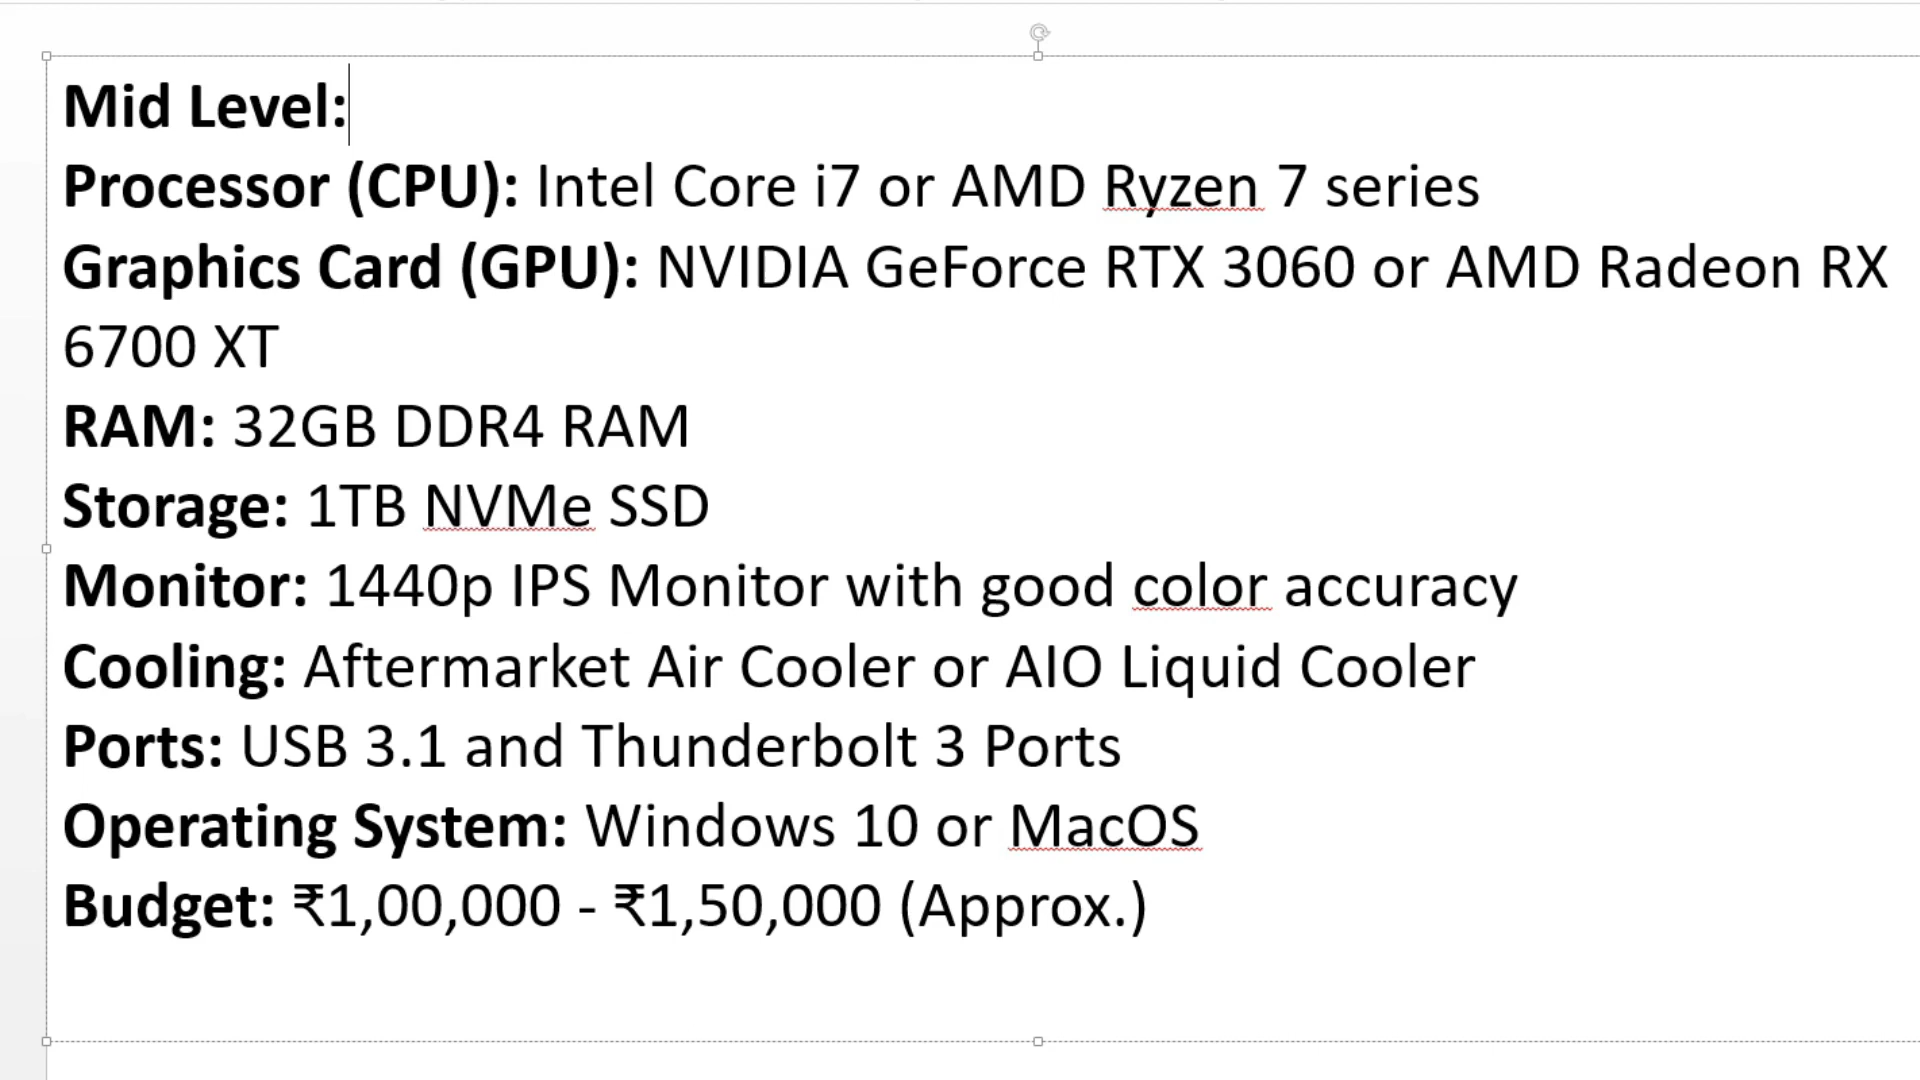 Mid Level:
Processor (CPU): Intel Core i7 or AMD Ryzen 7 series
Graphics Card (GPU): NVIDIA GeForce RTX 3060 or AMD Radeon RX
6700 XT
RAM: 32GB DDR4 RAM
Storage: 1TB NVMe SSD
Monitor: 1440p IPS Monitor with good color accuracy
Cooling: Aftermarket Air Cooler or AIO Liquid Cooler
Ports: USB 3.1 and Thunderbolt 3 Ports
Operating System: Windows 10 or MacOS
Budget: ₹1,00,000 - ₹1,50,000 (Approx.)